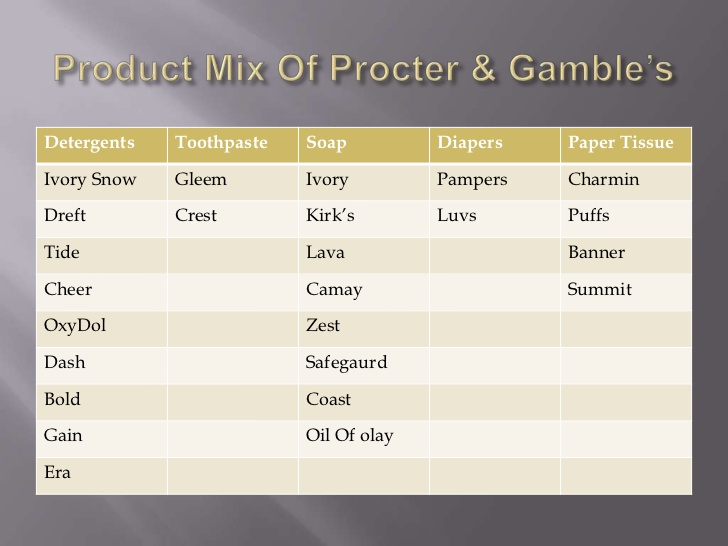 Product Mix Of Procter & Gamble’s
Detergents Toothpaste Soap Diapers Paper Tissue
Ivory Snow Gleem Ivory Pampers Charmin
Dreft Crest Kirk’s Luvs Puffs
Tide Lava Banner
Cheer Camay Summit
OxyDol Zest
Dash Safegaurd
Bold Coast
Gain Oil Of olay
Era